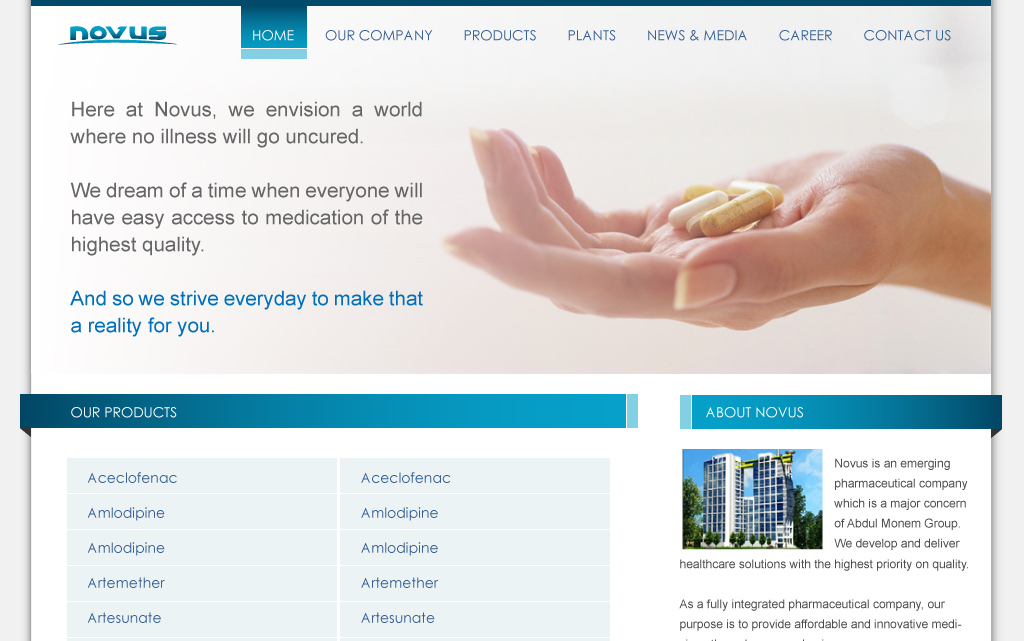 novus
HOME
OUR COMPANY
PRODUCTS
PLANTS
NEWS & MEDIA
CAREER
CONTACT US
Here at Novus, we envision a world
where no illness will go uncured.
We dream of a time when everyone will
have easy access to medication of the
highest quality.
And so we strive everyday to make that
a reality for you.
OUR PRODUCTS
Aceclofenac
Aceclofenac
Amlodipine
Amlodipine
Amlodipine
Amlodipine
Artemether
Artemether
Artesunate
Artesunate
ABOUT NOVUS
Novus is an emerging
pharmaceutical company
which is a major concern
of Abdul Monem Group.
We develop and deliver
healthcare solutions with the highest priority on quality.
As a fully integrated pharmaceutical company, our
purpose is to provide affordable and innovative medi-